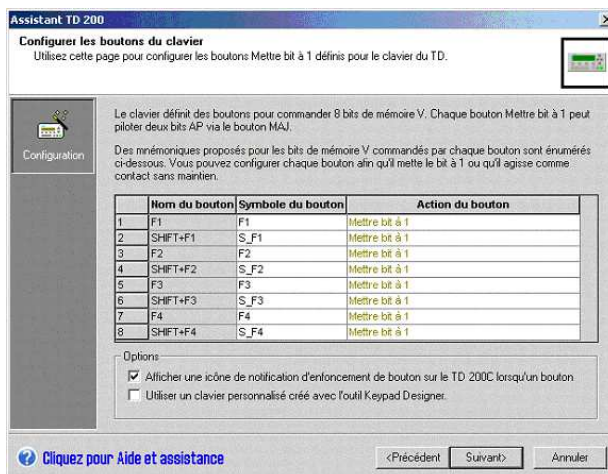 Assistant TD 200
Configurer les boutons du clavier
Utilisez cette page pour configurer les boutons Mettre bit à 1 définis pour le clavier du TD.
Configuration
Le clavier définit des boutons pour commander 8 bits de mémoire V. Chaque bouton Mettre bit à 1 peut
piloter deux bits AP via le bouton MAJ.
Des mnémoniques proposés pour les bits de mémoire V commandés par chaque bouton sont énumérés
ci-dessous. Vous pouvez configurer chaque bouton afin qu'il mette le bit à 1 ou qu'il agisse comme
contact sans maintien.
Nom du bouton Symbole du bouton Action du bouton
1 F1 F1 Mettre bit à 1
2 SHIFT+F1 S_F1 Mettre bit à 1
3 F2 F2 Mettre bit à 1
4 SHIFT+F2 S_F2 Mettre bit à 1
5 F3 F3 Mettre bit à 1
6 SHIFT+F3 S_F3 Mettre bit à 1
7 F4 F4 Mettre bit à 1
8 SHIFT+F4 S_F4 Mettre bit à 1
Options
Afficher une icône de notification d'enfoncement de bouton sur le TD 200C lorsqu'un bouton
Utiliser un clavier personnalisé créé avec l'outil Keypad Designer.
Cliquez pour Aide et assistance
<Précédent Suivant> Annuler